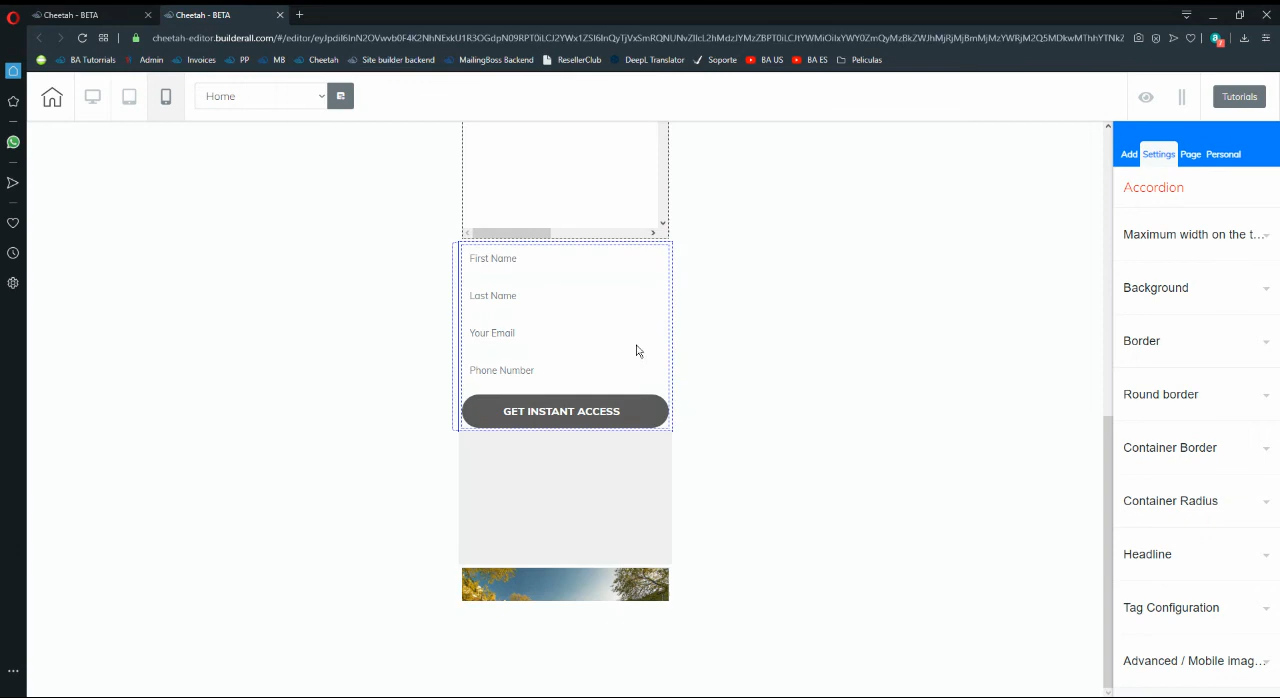 Cheetah - BETA
Cheetah - BETA
cheetah-editor.builderall.com/#/editor/
BA Tutorrials
Admin
Invoices
PP
MB
Cheetah
Site builder backend
MailingBoss Backend
ResellerClub
DeepL Translator
Soporte
BA US
BA ES
Peliculas
Home
Tutorials
Add
Settings
Page
Personal
Accordion
Maximum width on the t...
Background
Border
Round border
Container Border
Container Radius
Headline
Tag Configuration
Advanced / Mobile imag...
First Name
Last Name
Your Email
Phone Number
GET INSTANT ACCESS